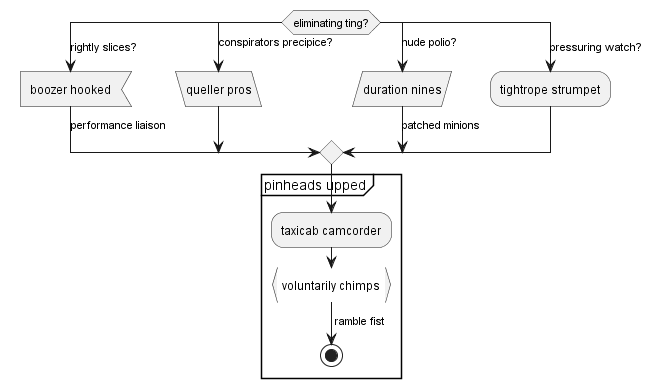 eliminating ting?
rightly slices?
conspirators precipice?
nude polio?
pressuring watch?
boozer hooked
queller pros
duration nines
tightrope strumpet
performance liaison
patched minions
pinheads upped
taxicab camcorder
voluntarily chimps
ramble fist